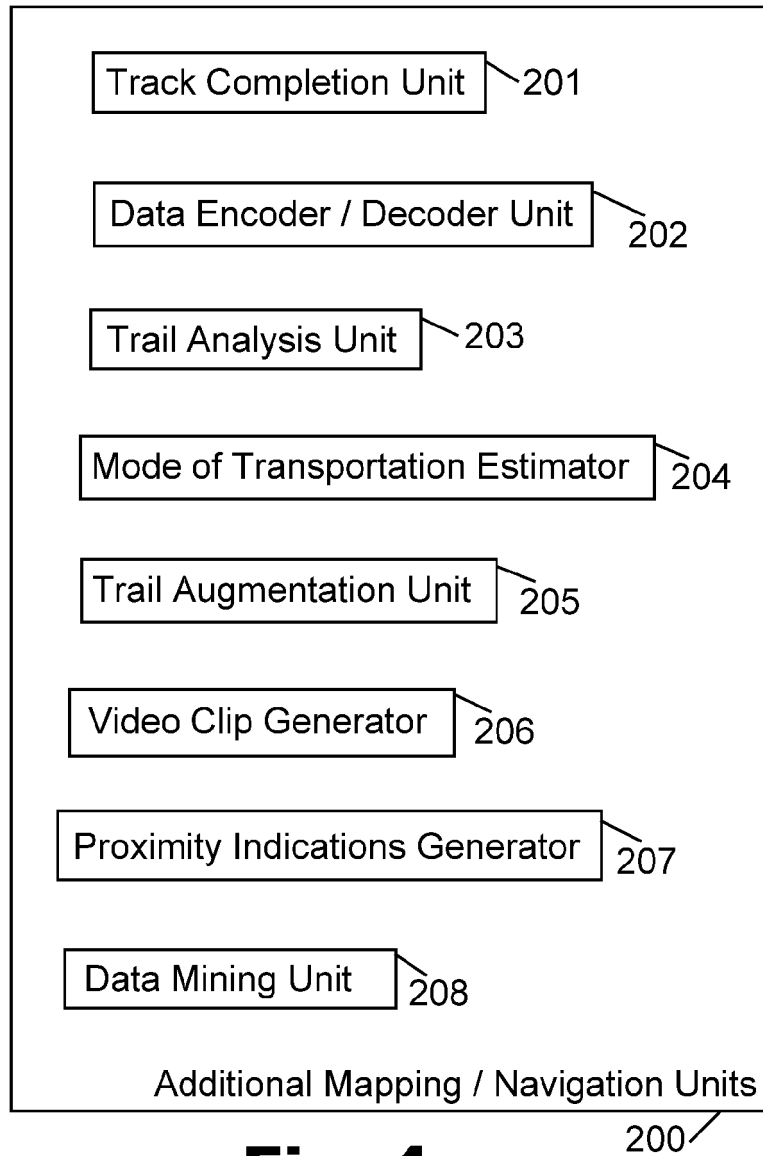 Track Completion Unit 201
Data Encoder / Decoder Unit 202
Trail Analysis Unit 203
Mode of Transportation Estimator 204
Trail Augmentation Unit 205
Video Clip Generator 206
Proximity Indications Generator 207
Data Mining Unit 208
Additional Mapping / Navigation Units
200